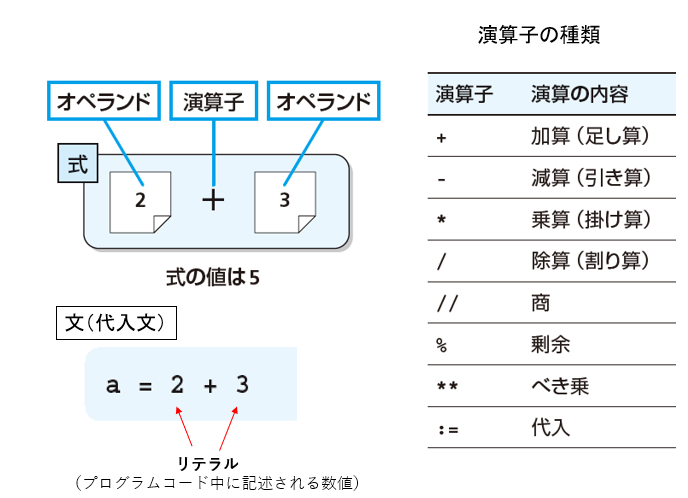 演算子の種類
オペランド 演算子 オペランド
式
2 + 3
式の値は5
文(代入文)
a = 2 + 3
リテラル
(プログラムコード中に記述される数値)
演算子 演算の内容
+ 加算(足し算)
- 減算(引き算)
* 乗算(掛け算)
/ 除算(割り算)
// 商
% 剰余
** べき乗
:= 代入